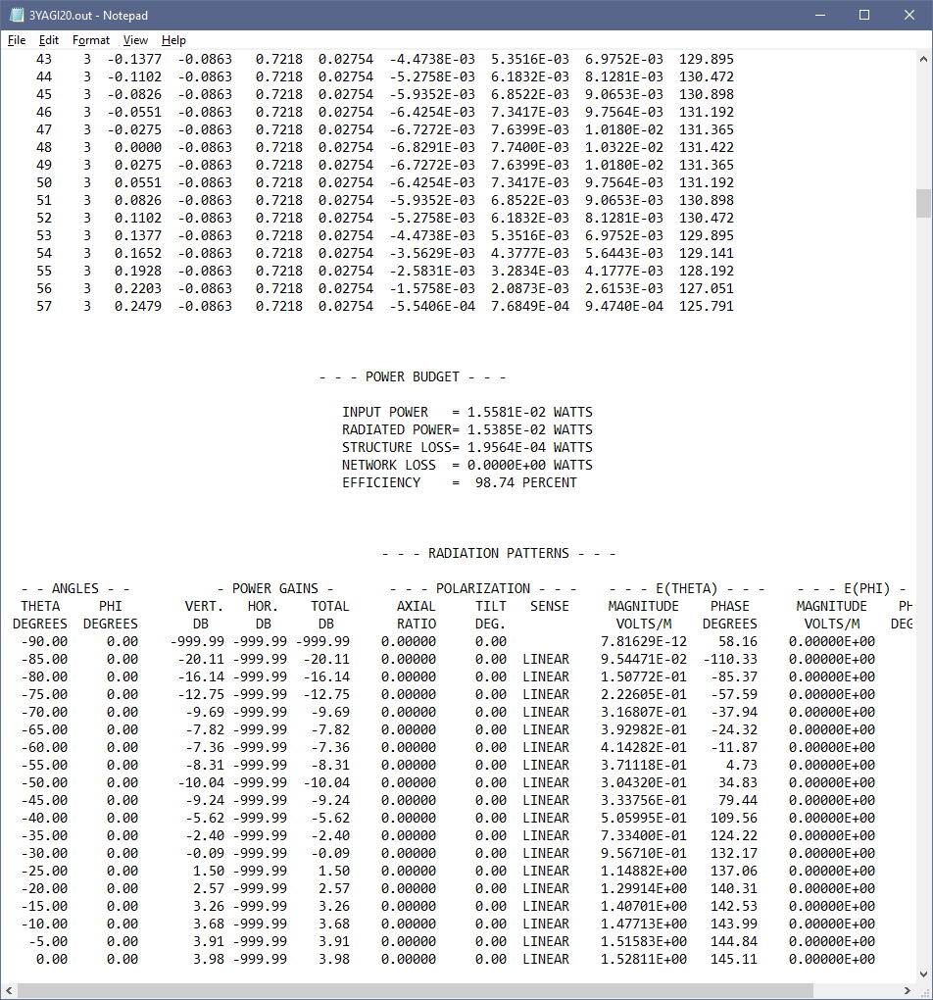 3YAGI20.out - Notepad
File Edit Format View Help
43 3 -0.1377 -0.0863 0.7218 0.02754 -4.4738E-03 5.3516E-03 6.9752E-03 129.895
44 3 -0.1102 -0.0863 0.7218 0.02754 -5.2758E-03 6.1832E-03 8.1281E-03 130.472
45 3 -0.0826 -0.0863 0.7218 0.02754 -5.9352E-03 6.8522E-03 9.0653E-03 130.898
46 3 -0.0551 -0.0863 0.7218 0.02754 -6.4254E-03 7.3417E-03 9.7564E-03 131.192
47 3 -0.0275 -0.0863 0.7218 0.02754 -6.7272E-03 7.6399E-03 1.0180E-02 131.365
48 3 0.0000 -0.0863 0.7218 0.02754 -6.8291E-03 7.7400E-03 1.0322E-02 131.422
49 3 0.0275 -0.0863 0.7218 0.02754 -6.7272E-03 7.6399E-03 1.0180E-02 131.365
50 3 0.0551 -0.0863 0.7218 0.02754 -6.4254E-03 7.3417E-03 9.7564E-03 131.192
51 3 0.0826 -0.0863 0.7218 0.02754 -5.9352E-03 6.8522E-03 9.0653E-03 130.898
52 3 0.1102 -0.0863 0.7218 0.02754 -5.2758E-03 6.1832E-03 8.1281E-03 130.472
53 3 0.1377 -0.0863 0.7218 0.02754 -4.4738E-03 5.3516E-03 6.9752E-03 129.895
54 3 0.1652 -0.0863 0.7218 0.02754 -3.5629E-03 4.3777E-03 5.6443E-03 129.141
55 3 0.1928 -0.0863 0.7218 0.02754 -2.5831E-03 3.2834E-03 4.1777E-03 128.192
56 3 0.2203 -0.0863 0.7218 0.02754 -1.5758E-03 2.0873E-03 2.6153E-03 127.051
57 3 0.2479 -0.0863 0.7218 0.02754 -5.5406E-04 7.6849E-04 9.4740E-04 125.791
- - - POWER BUDGET - - -
INPUT POWER = 1.5581E-02 WATTS
RADIATED POWER= 1.5385E-02 WATTS
STRUCTURE LOSS= 1.9564E-04 WATTS
NETWORK LOSS = 0.0000E+00 WATTS
EFFICIENCY = 98.74 PERCENT
- - - RADIATION PATTERNS - - -
- - ANGLES - - - POWER GAINS - - - - POLARIZATION - - - - - - E(THETA) - - - - - - E(PHI) -
THETA PHI VERT. HOR. TOTAL AXIAL TILT SENSE MAGNITUDE PHASE MAGNITUDE PH
DEGREES DEGREES DB DB DB RATIO DEG. VOLTS/M DEGREES VOLTS/M DEG
-90.00 0.00 -999.99 -999.99 -999.99 0.00000 0.00 7.81629E-12 58.16 0.00000E+00
-85.00 0.00 -20.11 -999.99 -20.11 0.00000 0.00 LINEAR 9.54471E-02 -110.33 0.00000E+00
-80.00 0.00 -16.14 -999.99 -16.14 0.00000 0.00 LINEAR 1.50772E-01 -85.37 0.00000E+00
-75.00 0.00 -12.75 -999.99 -12.75 0.00000 0.00 LINEAR 2.22605E-01 -57.59 0.00000E+00
-70.00 0.00 -9.69 -999.99 -9.69 0.00000 0.00 LINEAR 3.16807E-01 -37.94 0.00000E+00
-65.00 0.00 -7.82 -999.99 -7.82 0.00000 0.00 LINEAR 3.92982E-01 -24.32 0.00000E+00
-60.00 0.00 -7.36 -999.99 -7.36 0.00000 0.00 LINEAR 4.14282E-01 -11.87 0.00000E+00
-55.00 0.00 -8.31 -999.99 -8.31 0.00000 0.00 LINEAR 3.71118E-01 4.73 0.00000E+00
-50.00 0.00 -10.04 -999.99 -10.04 0.00000 0.00 LINEAR 3.04320E-01 34.83 0.00000E+00
-45.00 0.00 -9.24 -999.99 -9.24 0.00000 0.00 LINEAR 3.33756E-01 79.44 0.00000E+00
-40.00 0.00 -5.62 -999.99 -5.62 0.00000 0.00 LINEAR 5.05995E-01 109.56 0.00000E+00
-35.00 0.00 -2.40 -999.99 -2.40 0.00000 0.00 LINEAR 7.33400E-01 124.22 0.00000E+00
-30.00 0.00 -0.09 -999.99 -0.09 0.00000 0.00 LINEAR 9.56710E-01 132.17 0.00000E+00
-25.00 0.00 1.50 -999.99 1.50 0.00000 0.00 LINEAR 1.14882E+00 137.06 0.00000E+00
-20.00 0.00 2.57 -999.99 2.57 0.00000 0.00 LINEAR 1.29914E+00 140.31 0.00000E+00
-15.00 0.00 3.26 -999.99 3.26 0.00000 0.00 LINEAR 1.40701E+00 142.53 0.00000E+00
-10.00 0.00 3.68 -999.99 3.68 0.00000 0.00 LINEAR 1.47713E+00 143.99 0.00000E+00
-5.00 0.00 3.91 -999.99 3.91 0.00000 0.00 LINEAR 1.51583E+00 144.84 0.00000E+00
0.00 0.00 3.98 -999.99 3.98 0.00000 0.00 LINEAR 1.52811E+00 145.11 0.00000E+00